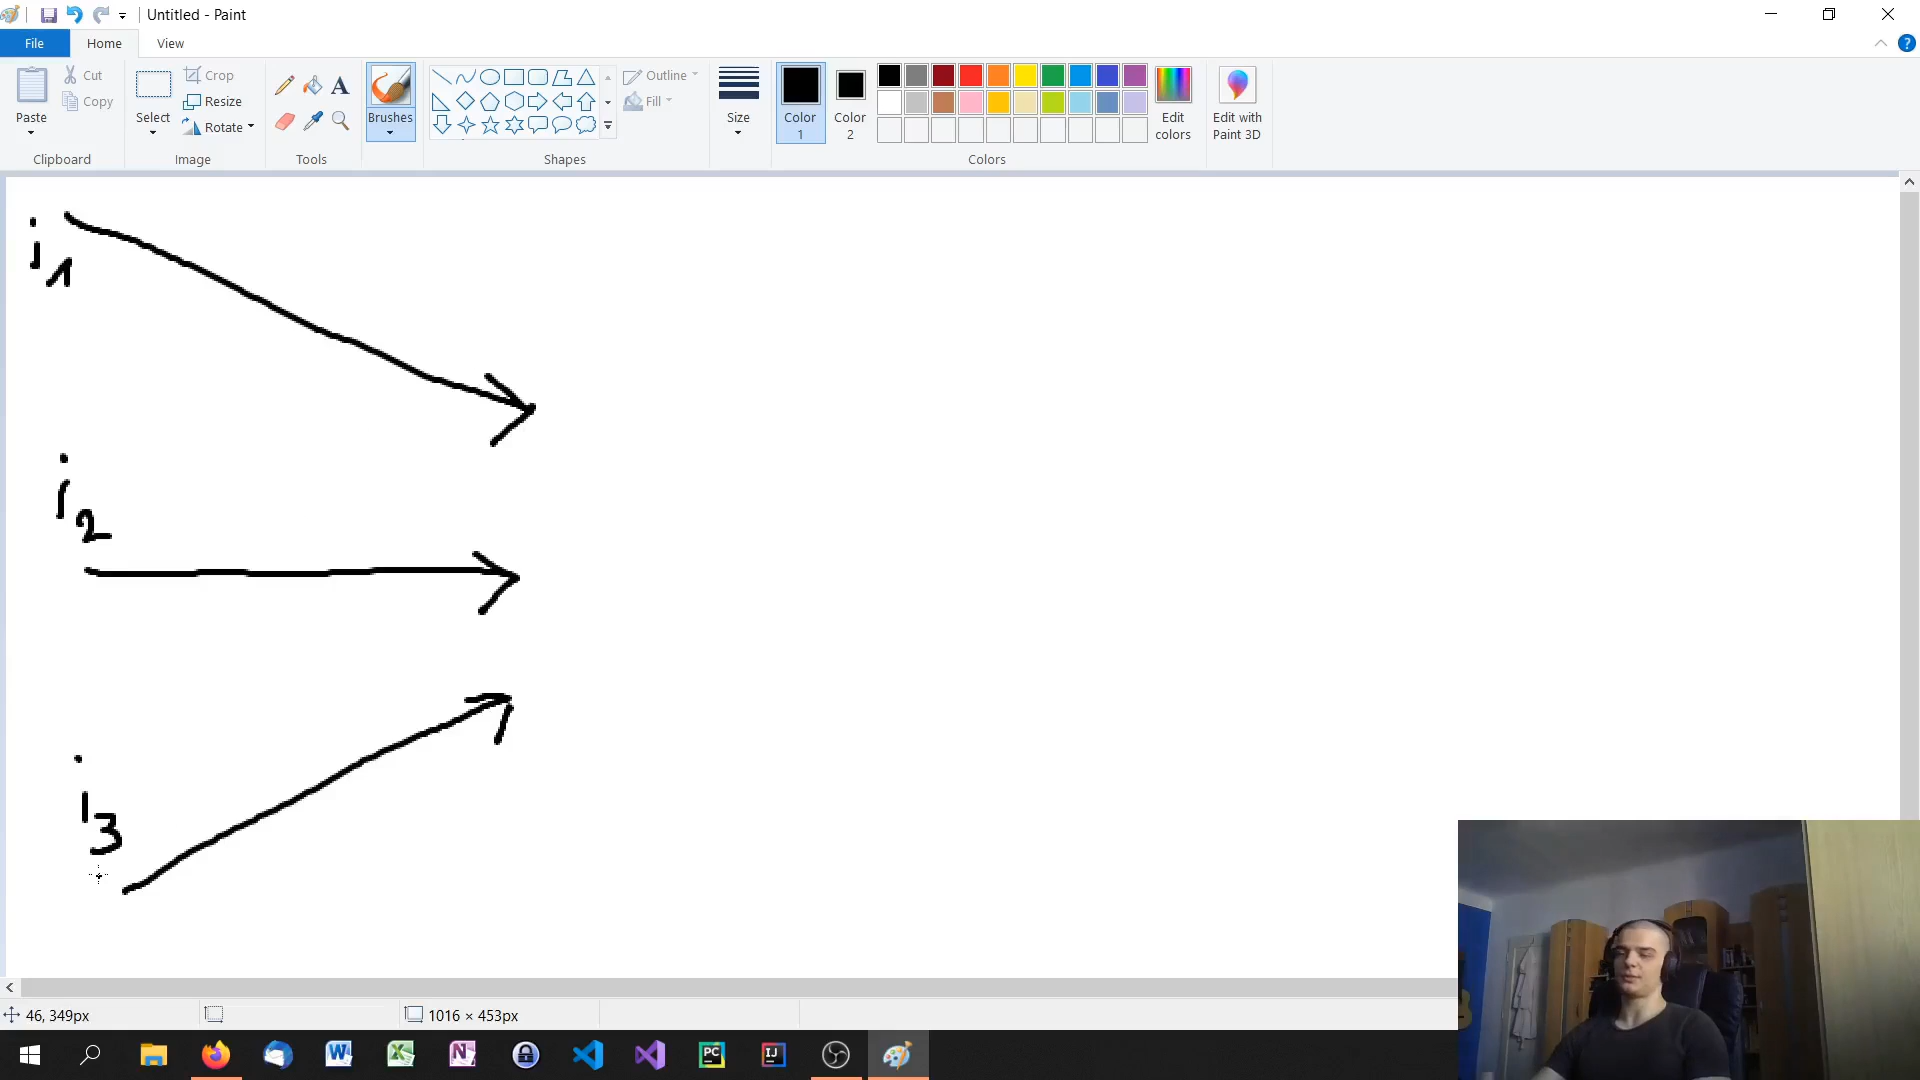 Untitled - Paint
File Home View
Paste
Cut
Copy
Clipboard
Select
Crop
Resize
Rotate
Image
A
Tools
Brushes
Shapes
Outline
Fill
Size
Color 1
Color 2
Colors
Edit colors
Edit with Paint 3D
?
i1
i2
i3
46, 349px
1016 × 453px
W
X
N
PC
IJ